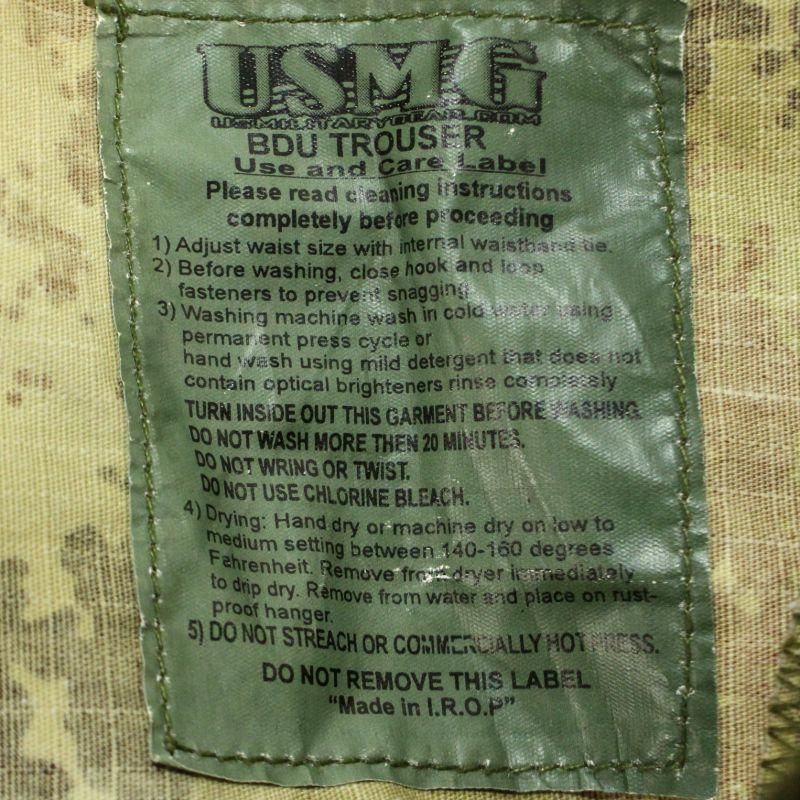 USMG
USMILITARYGEAR.COM
BDU TROUSER
Use and Care Label
Please read cleaning instructions
completely before proceeding
1) Adjust waist size with internal waistband tie.
2) Before washing, close hook and loop
fasteners to prevent snagging
3) Washing machine wash in cold water using
permanent press cycle or
hand wash using mild detergent that does not
contain optical brighteners rinse completely
TURN INSIDE OUT THIS GARMENT BEFORE WASHING.
DO NOT WASH MORE THEN 20 MINUTES.
DO NOT WRING OR TWIST.
DO NOT USE CHLORINE BLEACH.
4) Drying: Hand dry or machine dry on low to
medium setting between 140-160 degrees
Fahrenheit. Remove from dryer immediately
to drip dry. Remove from water and place on rust-
proof hanger.
5) DO NOT STREACH OR COMMERCIALLY HOT PRESS.
DO NOT REMOVE THIS LABEL
"Made in I.R.O.P"